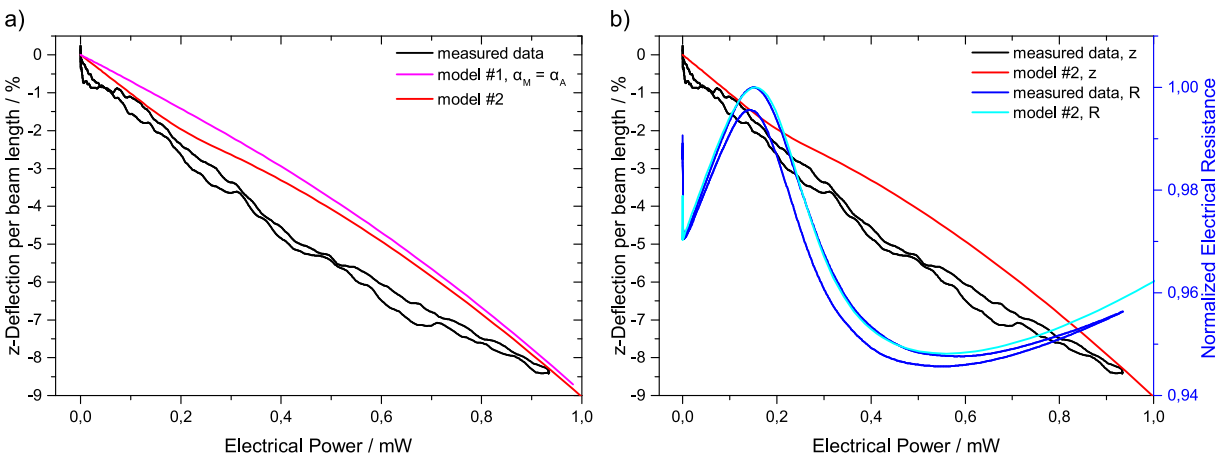 a)
z-Deflection per beam length / %
0
-1
-2
-3
-4
-5
-6
-7
-8
-9
measured data
model #1, αM = αA
model #2
0,0 0,2 0,4 0,6 0,8 1,0
Electrical Power / mW
b)
z-Deflection per beam length / %
0
-1
-2
-3
-4
-5
-6
-7
-8
-9
measured data, z
model #2, z
measured data, R
model #2, R
1,00
0,98
0,96
0,94
Normalized Electrical Resistance
0,0 0,2 0,4 0,6 0,8 1,0
Electrical Power / mW